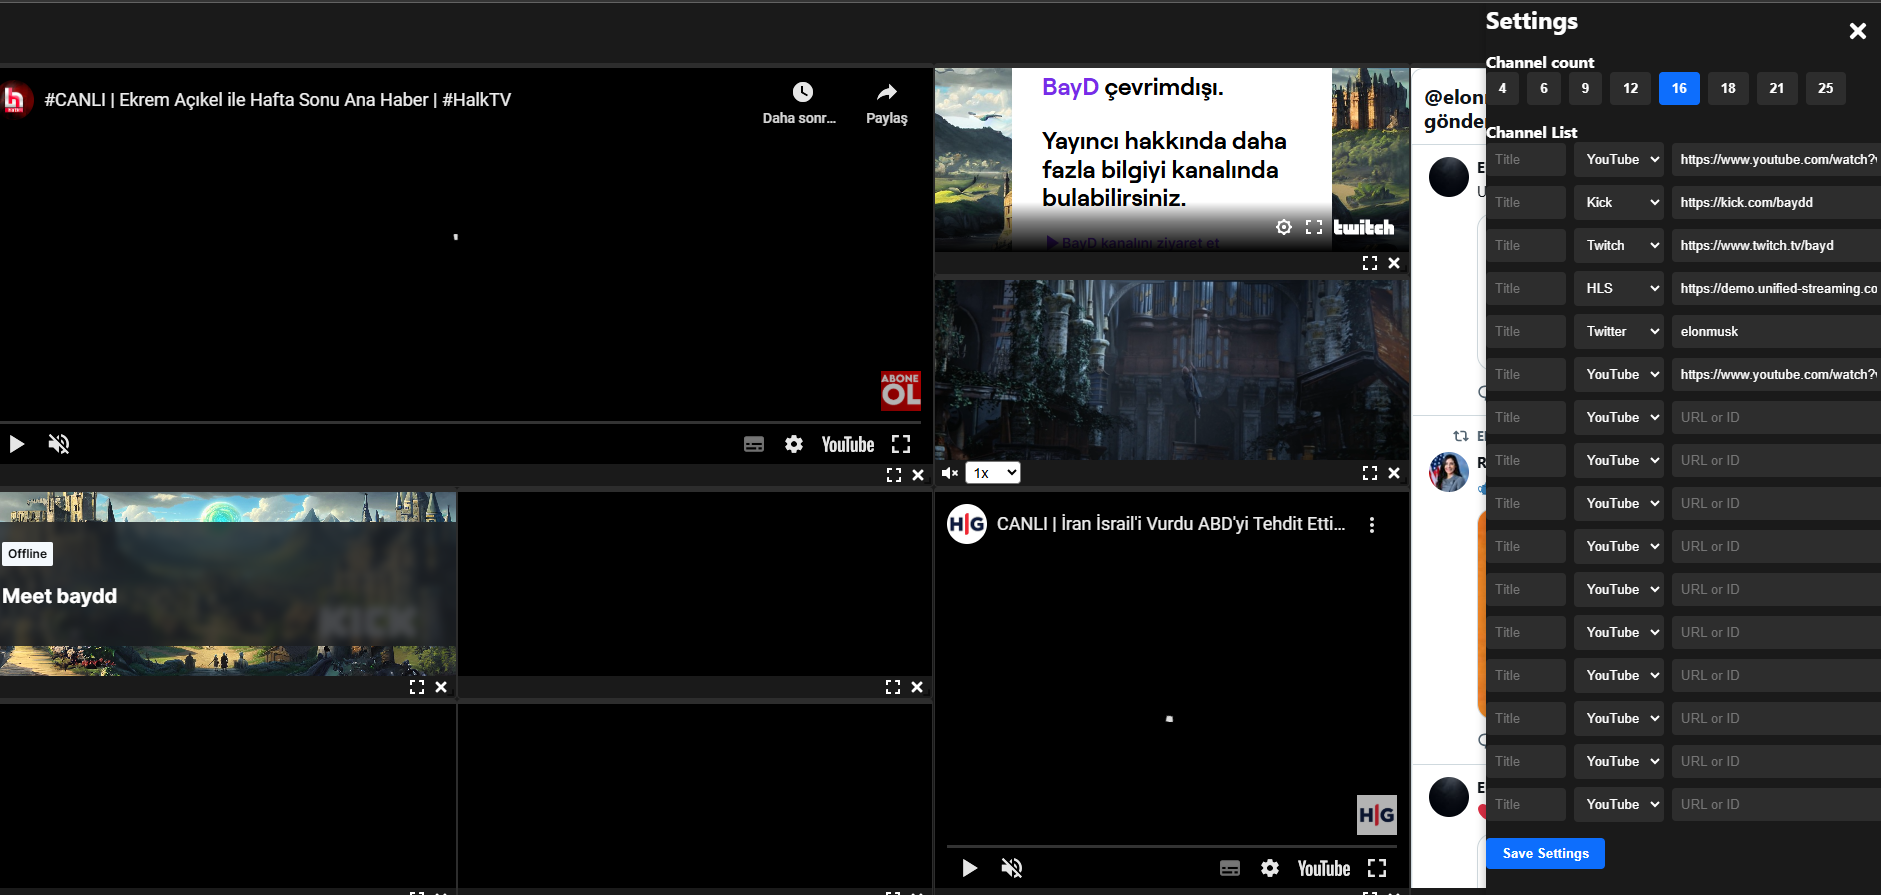 #CANLI | Ekrem Açıkel ile Hafta Sonu Ana Haber | #HalkTV
Daha sonr...
Paylaş
ABONE
OL
YouTube
BayD çevrimdışı.
Yayıncı hakkında daha
fazla bilgiyi kanalında
bulabilirsiniz.
BayD kanalını ziyaret et
twitch
1x
Offline
Meet baydd
KICK
H|G
CANLI | İran İsrail'i Vurdu ABD'yi Tehdit Etti...
H|G
YouTube
Settings
Channel count
4 6 9 12 16 18 21 25
Channel List
Title YouTube https://www.youtube.com/watch?v
Title Kick https://kick.com/baydd
Title Twitch https://www.twitch.tv/bayd
Title HLS https://demo.unified-streaming.co
Title Twitter elonmusk
Title YouTube https://www.youtube.com/watch?v
Title YouTube URL or ID
Title YouTube URL or ID
Title YouTube URL or ID
Title YouTube URL or ID
Title YouTube URL or ID
Title YouTube URL or ID
Title YouTube URL or ID
Title YouTube URL or ID
Title YouTube URL or ID
Title YouTube URL or ID
Save Settings